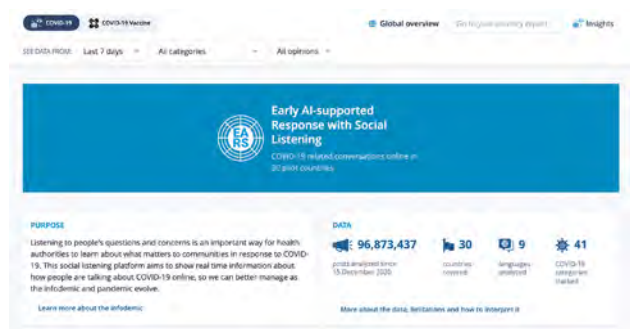 COVID-19 COVID-19 Vaccine Global overview Go to your country report Insights
SEE DATA FROM: Last 7 days All categories All opinions
EARS
Early AI-supported
Response with Social
Listening
COVID-19 related conversations online in
30 pilot countries
PURPOSE
Listening to people's questions and concerns is an important way for health
authorities to learn about what matters to communities in response to COVID-
19. This social listening platform aims to show real time information about
how people are talking about COVID-19 online, so we can better manage as
the infodemic and pandemic evolve.
Learn more about the infodemic
DATA
96,873,437 30 9 41
posts analyzed since
15 December 2020
countries
covered
languages
analyzed
COVID-19
categories
tracked
More about the data, limitations and how to interpret it